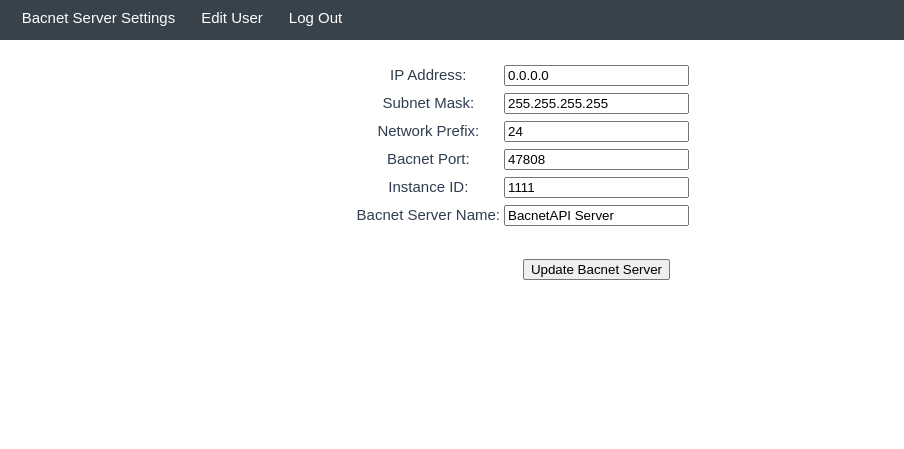 Bacnet Server Settings Edit User Log Out
IP Address: 0.0.0.0
Subnet Mask: 255.255.255.255
Network Prefix: 24
Bacnet Port: 47808
Instance ID: 1111
Bacnet Server Name: BacnetAPI Server
Update Bacnet Server